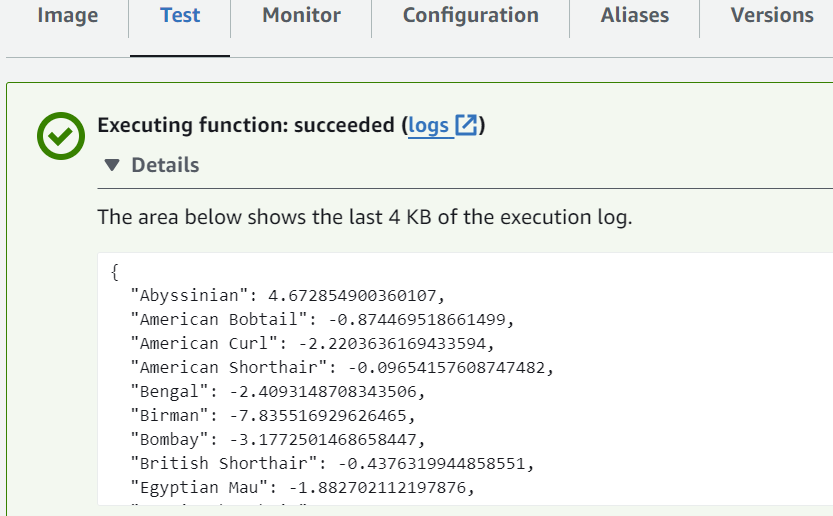 Image Test Monitor Configuration Aliases Versions
Executing function: succeeded (logs)
Details
The area below shows the last 4 KB of the execution log.
{
"Abyssinian": 4.672854900360107,
"American Bobtail": -0.874469518661499,
"American Curl": -2.2203636169433594,
"American Shorthair": -0.09654157608747482,
"Bengal": -2.4093148708343506,
"Birman": -7.835516929626465,
"Bombay": -3.1772501468658447,
"British Shorthair": -0.4376319944858551,
"Egyptian Mau": -1.882702112197876,